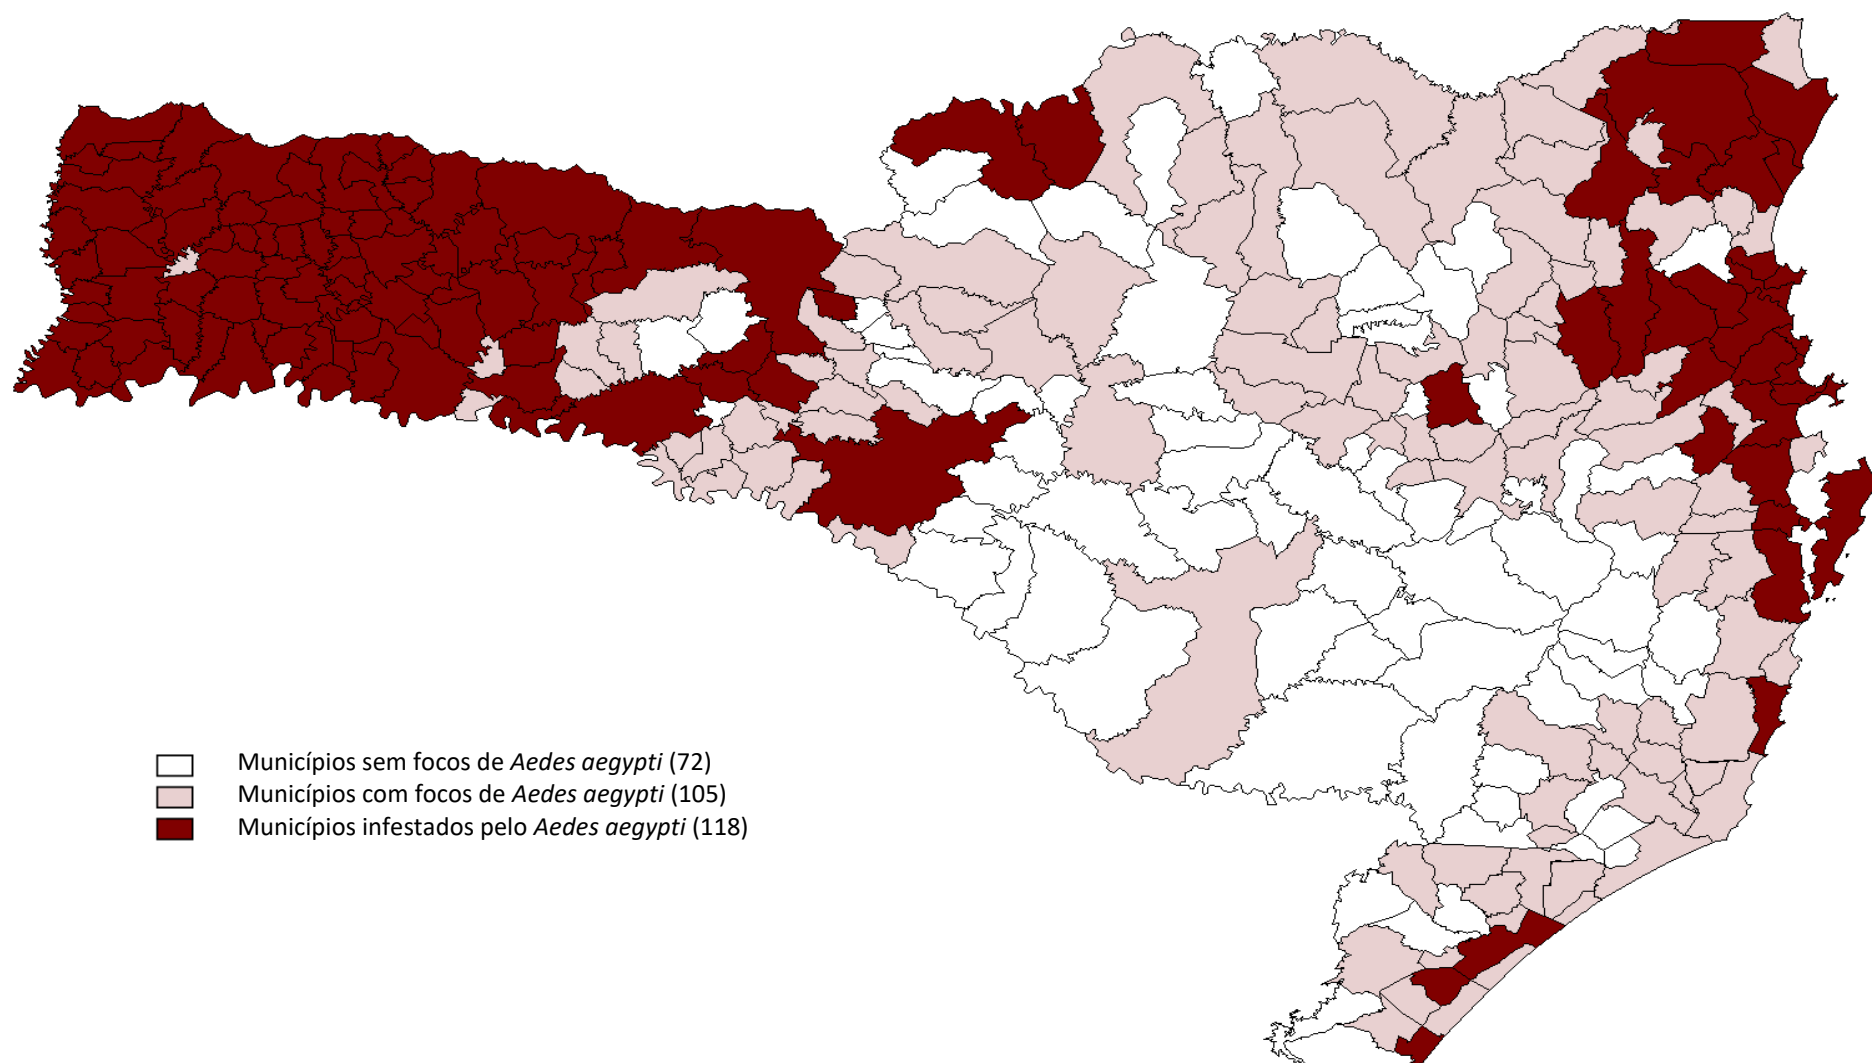 Municípios sem focos de Aedes aegypti (72)
Municípios com focos de Aedes aegypti (105)
Municípios infestados pelo Aedes aegypti (118)